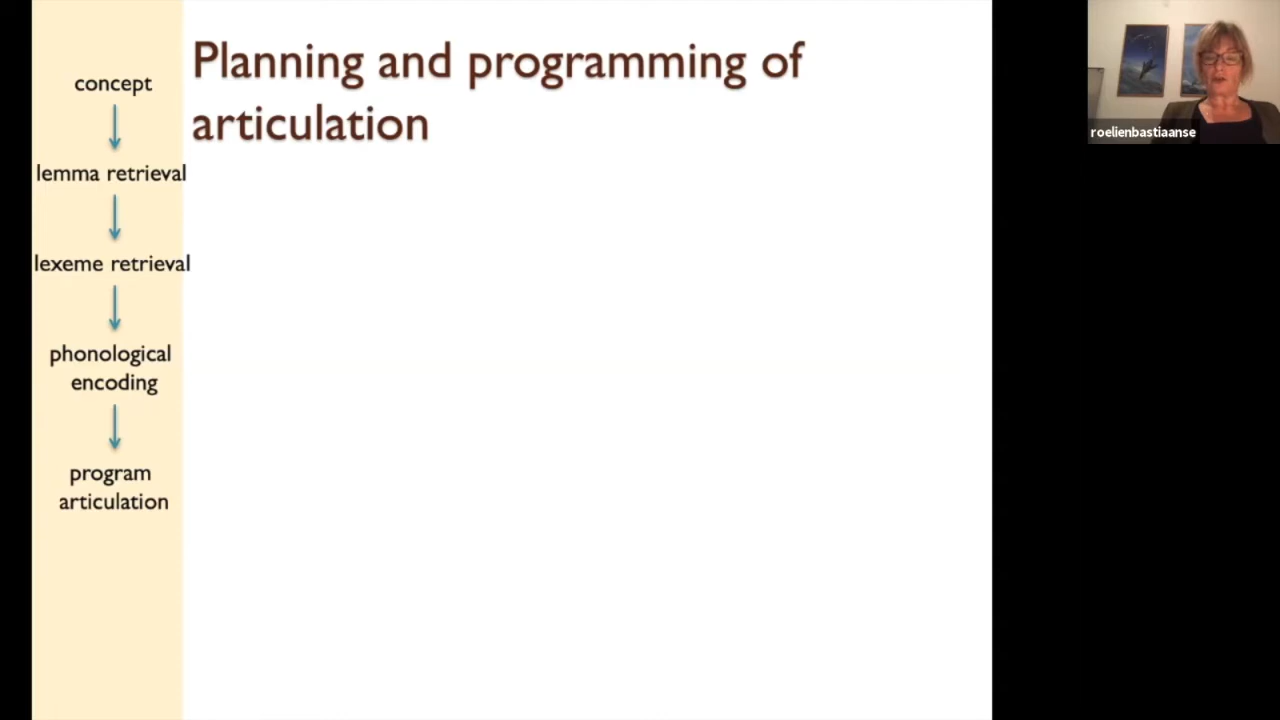 Planning and programming of
articulation
concept
lemma retrieval
lexeme retrieval
phonological
encoding
program
articulation
roelienbastiaanse